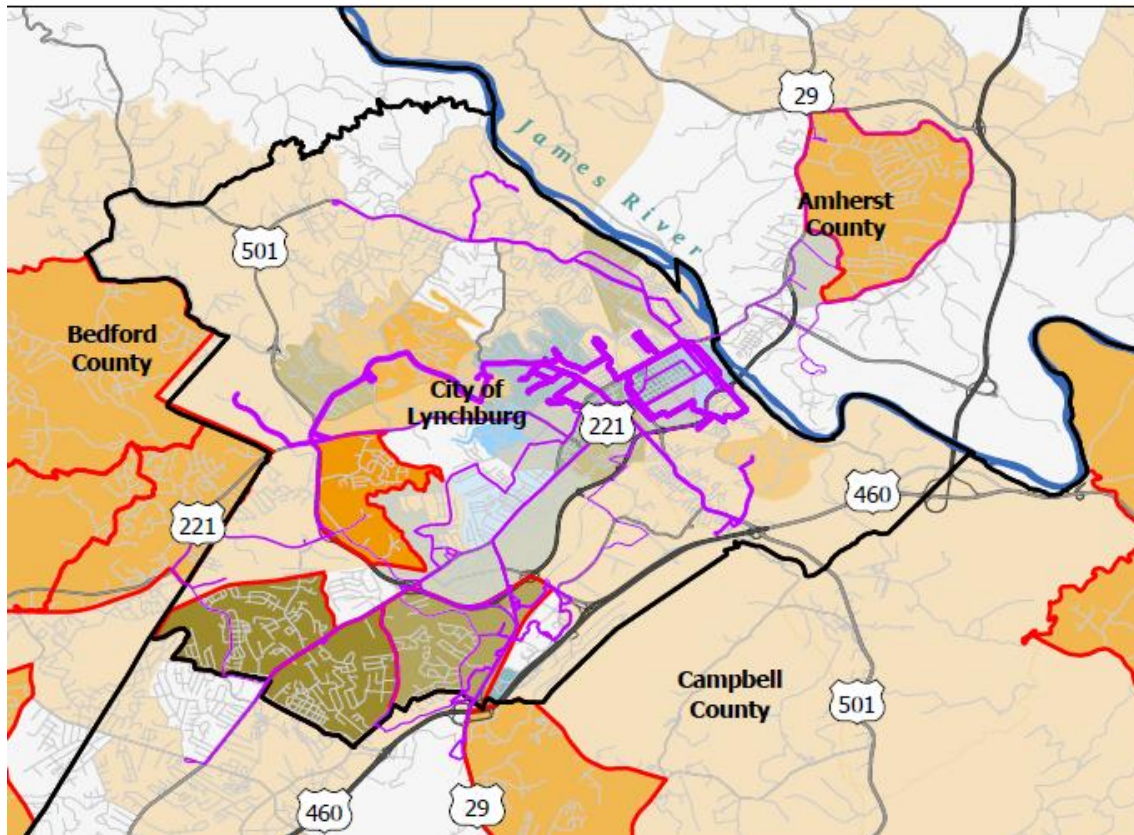 29
James River
Amherst
County
501
Bedford
County
City of
Lynchburg
221
460
221
Campbell
County
501
460
29